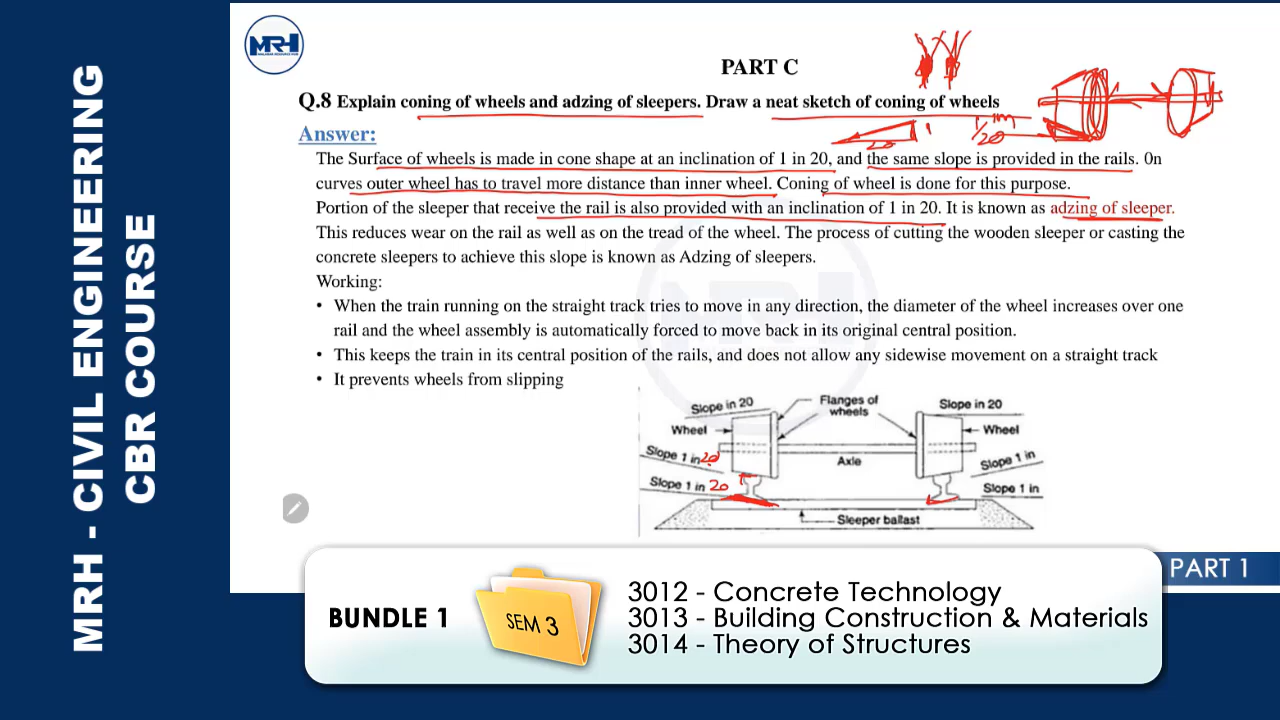 MRH - CIVIL ENGINEERING
CBR COURSE
MRH
PART C
Q.8 Explain coning of wheels and adzing of sleepers. Draw a neat sketch of coning of wheels
Answer:
The Surface of wheels is made in cone shape at an inclination of 1 in 20, and the same slope is provided in the rails. On
curves outer wheel has to travel more distance than inner wheel. Coning of wheel is done for this purpose.
Portion of the sleeper that receive the rail is also provided with an inclination of 1 in 20. It is known as adzing of sleeper.
This reduces wear on the rail as well as on the tread of the wheel. The process of cutting the wooden sleeper or casting the
concrete sleepers to achieve this slope is known as Adzing of sleepers.
Working:
• When the train running on the straight track tries to move in any direction, the diameter of the wheel increases over one
rail and the wheel assembly is automatically forced to move back in its original central position.
• This keeps the train in its central position of the rails, and does not allow any sidewise movement on a straight track
• It prevents wheels from slipping
1
20
1/20
Slope in 20
Flanges of
wheels
Slope in 20
Wheel
Wheel
Slope 1 in 20
Axle
Slope 1 in
Slope 1 in 20
Slope 1 in
Sleeper ballast
PART 1
BUNDLE 1
SEM 3
3012 - Concrete Technology
3013 - Building Construction & Materials
3014 - Theory of Structures